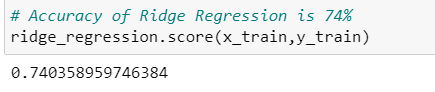 # Accuracy of Ridge Regression is 74%
ridge_regression.score(x_train,y_train)
0.740358959746384